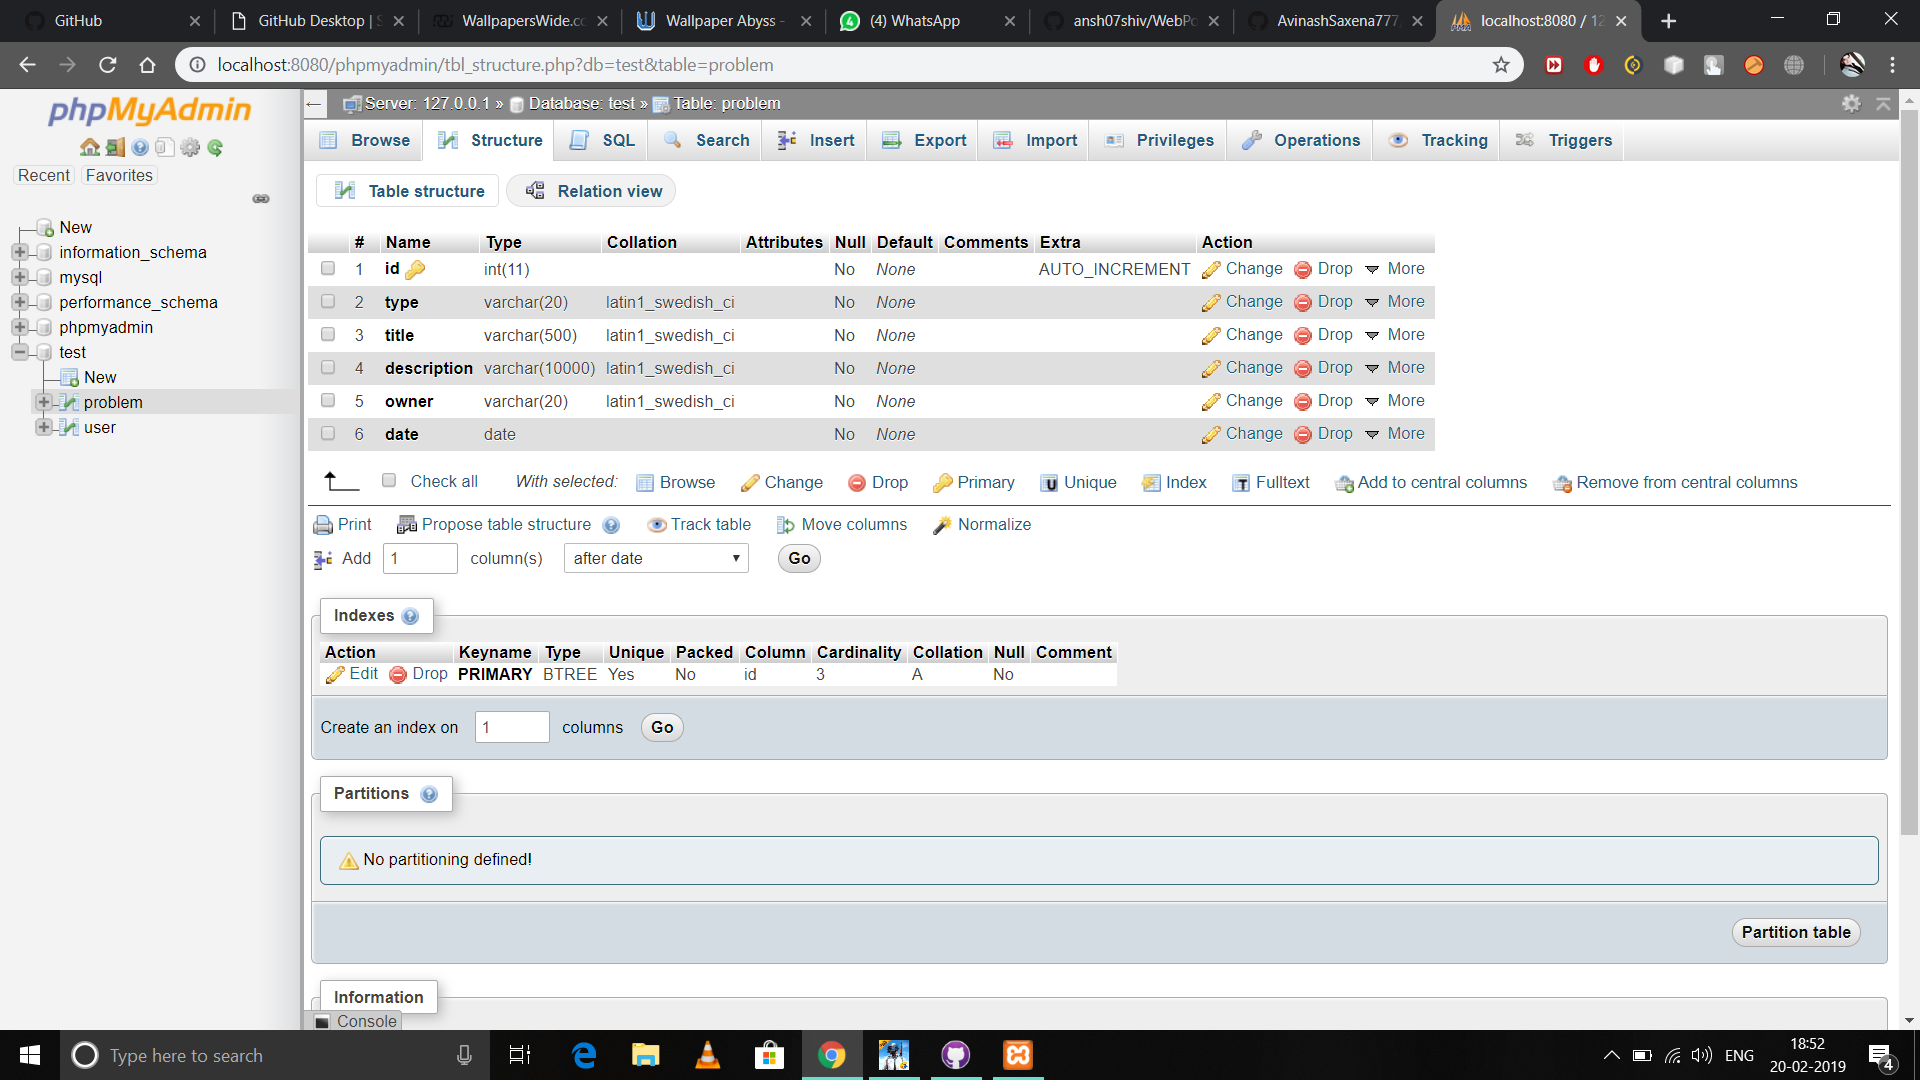 GitHub
GitHub Desktop | S
WallpapersWide.co
Wallpaper Abyss -
(4) WhatsApp
ansh07shiv/WebPo
AvinashSaxena777
localhost:8080 / 12
localhost:8080/phpmyadmin/tbl_structure.php?db=test&table=problem
phpMyAdmin
Recent Favorites
New
information_schema
mysql
performance_schema
phpmyadmin
test
New
problem
user
Server: 127.0.0.1 » Database: test » Table: problem
Browse Structure SQL Search Insert Export Import Privileges Operations Tracking Triggers
Table structure Relation view
# Name Type Collation Attributes Null Default Comments Extra Action
1 id int(11) No None AUTO_INCREMENT Change Drop More
2 type varchar(20) latin1_swedish_ci No None Change Drop More
3 title varchar(500) latin1_swedish_ci No None Change Drop More
4 description varchar(10000) latin1_swedish_ci No None Change Drop More
5 owner varchar(20) latin1_swedish_ci No None Change Drop More
6 date date No None Change Drop More
Check all With selected: Browse Change Drop Primary Unique Index Fulltext Add to central columns Remove from central columns
Print Propose table structure Track table Move columns Normalize
Add 1 column(s) after date Go
Indexes
Action Keyname Type Unique Packed Column Cardinality Collation Null Comment
Edit Drop PRIMARY BTREE Yes No id 3 A No
Create an index on 1 columns Go
Partitions
No partitioning defined!
Partition table
Information
Console
Type here to search
ENG
18:52
20-02-2019
4